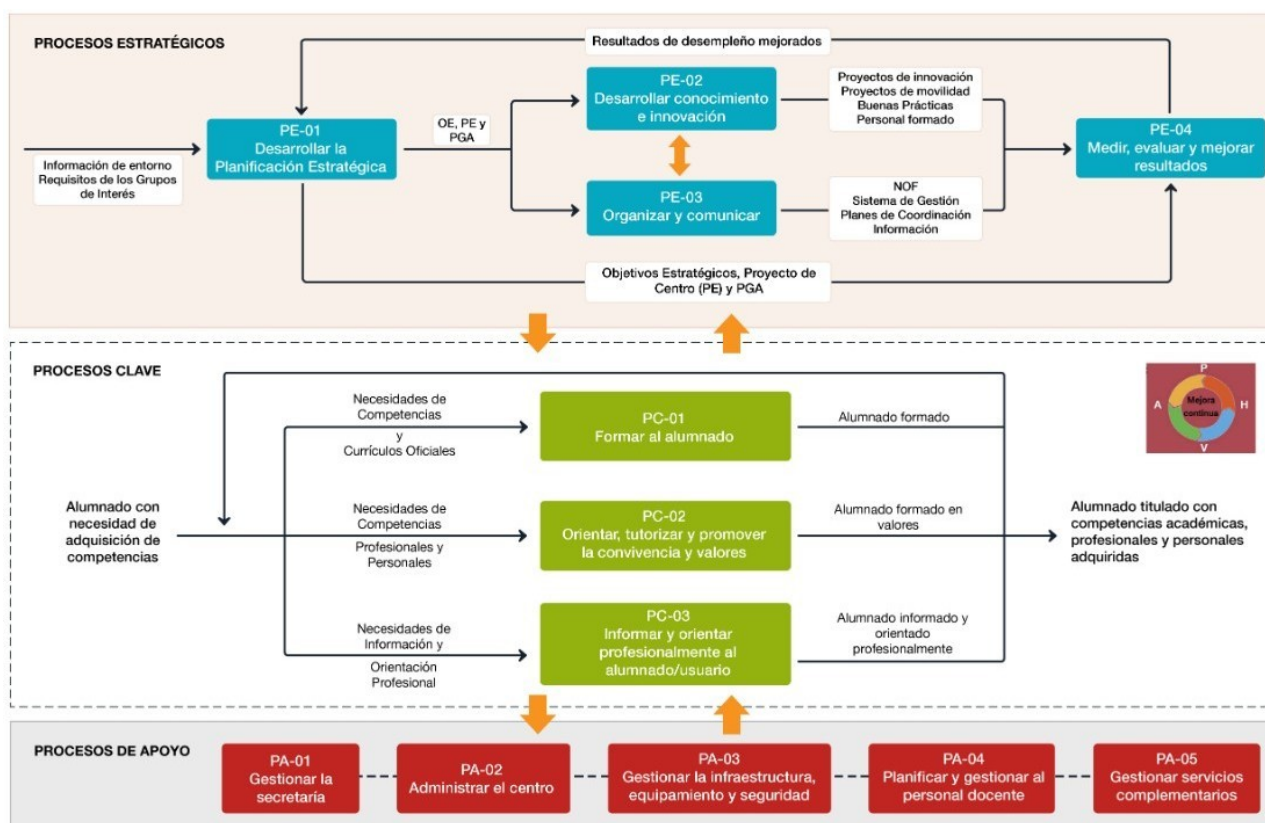 PROCESOS ESTRATÉGICOS
Resultados de desempleño mejorados
PE-01
Desarrollar la
Planificación Estratégica
Información de entorno
Requisitos de los Grupos
de Interés
OE, PE y
PGA
PE-02
Desarrollar conocimiento
e innovación
PE-03
Organizar y comunicar
Proyectos de innovación
Proyectos de movilidad
Buenas Prácticas
Personal formado
NOF
Sistema de Gestión
Planes de Coordinación
Información
PE-04
Medir, evaluar y mejorar
resultados
Objetivos Estratégicos, Proyecto de
Centro (PE) y PGA
PROCESOS CLAVE
Alumnado con
necesidad de
adquisición de
competencias
Necesidades de
Competencias
y
Currículos Oficiales
PC-01
Formar al alumnado
Alumnado formado
Necesidades de
Competencias
Profesionales y
Personales
PC-02
Orientar, tutorizar y promover
la convivencia y valores
Alumnado formado en
valores
Necesidades de
Información y
Orientación
Profesional
PC-03
Informar y orientar
profesionalmente al
alumnado/usuario
Alumnado informado y
orientado
profesionalmente
Alumnado titulado con
competencias académicas,
profesionales y personales
adquiridas
P
A
Mejora
continua
H
V
PROCESOS DE APOYO
PA-01
Gestionar la
secretaría
PA-02
Administrar el centro
PA-03
Gestionar la infraestructura,
equipamiento y seguridad
PA-04
Planificar y gestionar al
personal docente
PA-05
Gestionar servicios
complementarios